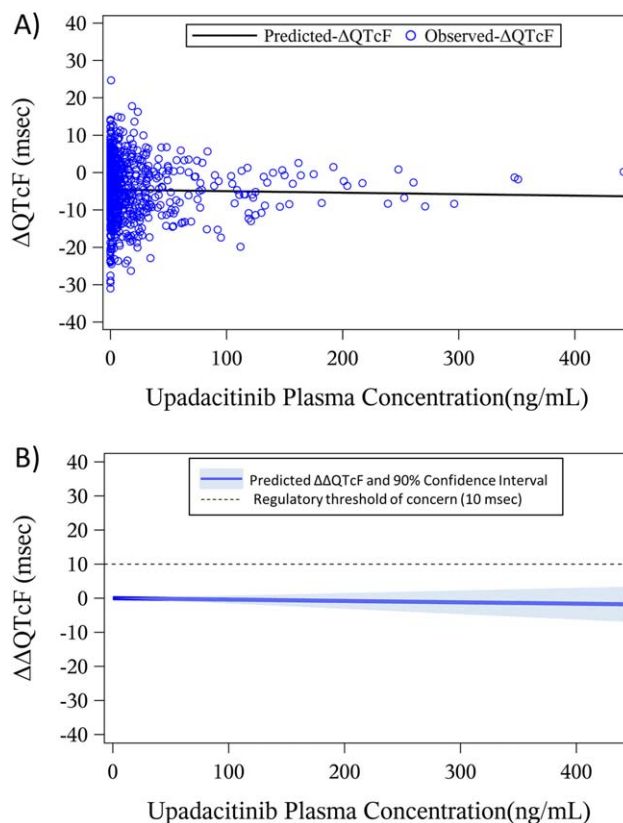 A)
Predicted-ΔQTcF
Observed-ΔQTcF
40
30
20
10
0
-10
-20
-30
-40
ΔQTcF (msec)
0
100
200
300
400
Upadacitinib Plasma Concentration(ng/mL)
B)
Predicted ΔΔQTcF and 90% Confidence Interval
Regulatory threshold of concern (10 msec)
40
30
20
10
0
-10
-20
-30
-40
ΔΔQTcF (msec)
0
100
200
300
400
Upadacitinib Plasma Concentration(ng/mL)